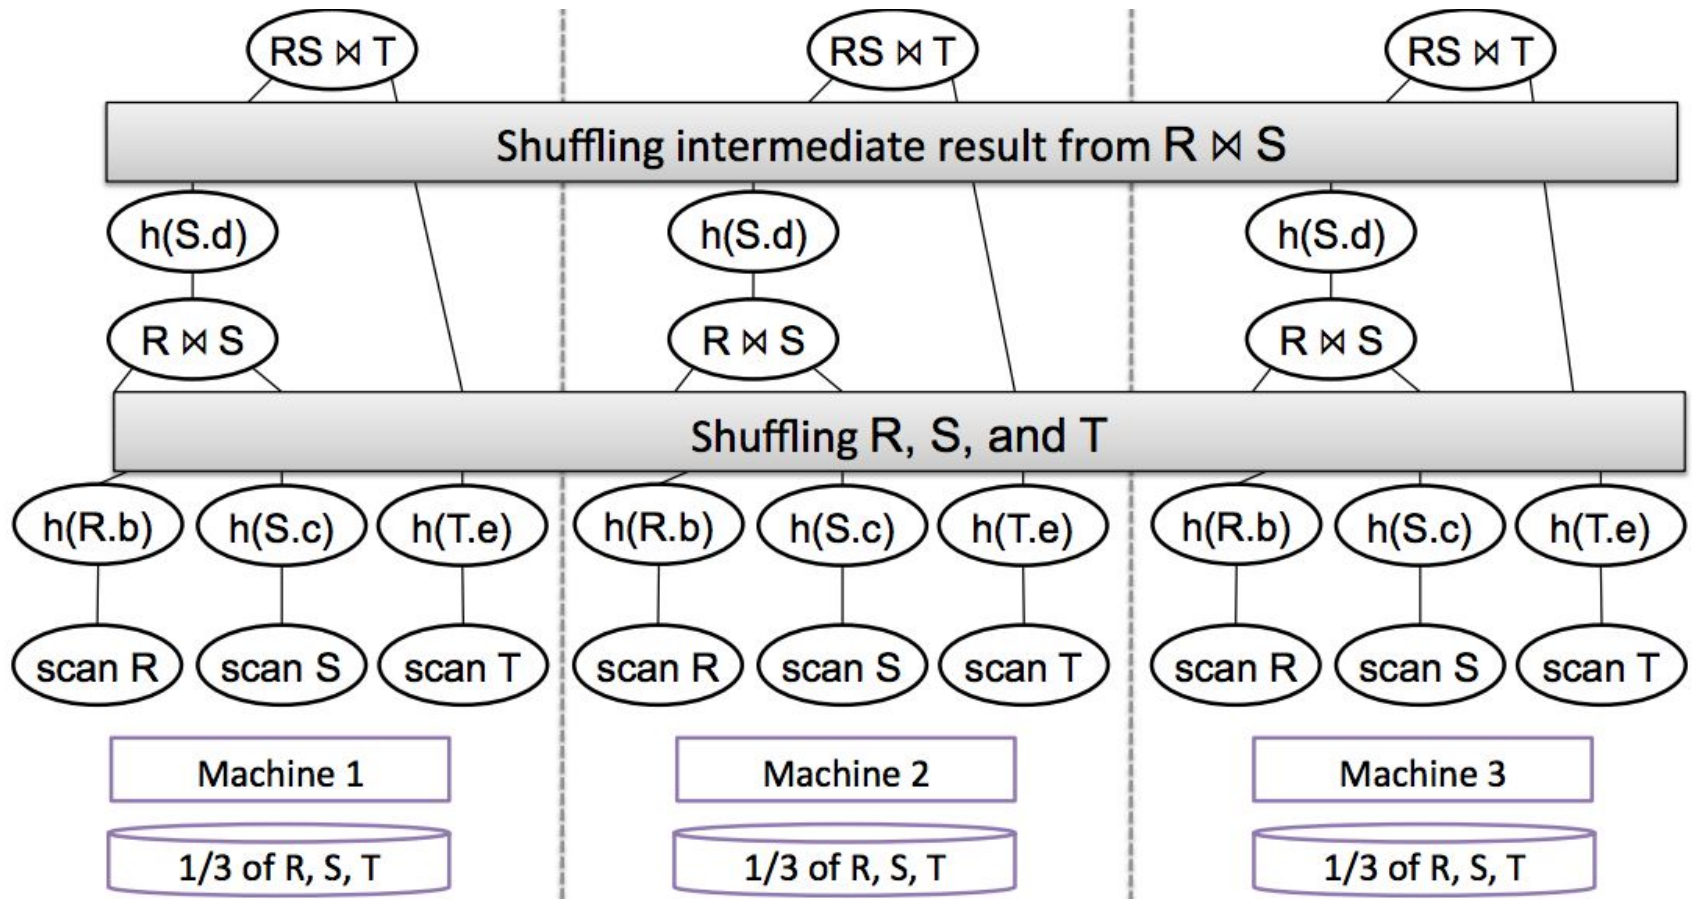 RS ⋈ T RS ⋈ T RS ⋈ T
Shuffling intermediate result from R ⋈ S
h(S.d) h(S.d) h(S.d)
R ⋈ S R ⋈ S R ⋈ S
Shuffling R, S, and T
h(R.b) h(S.c) h(T.e) h(R.b) h(S.c) h(T.e) h(R.b) h(S.c) h(T.e)
scan R scan S scan T scan R scan S scan T scan R scan S scan T
Machine 1 Machine 2 Machine 3
1/3 of R, S, T 1/3 of R, S, T 1/3 of R, S, T